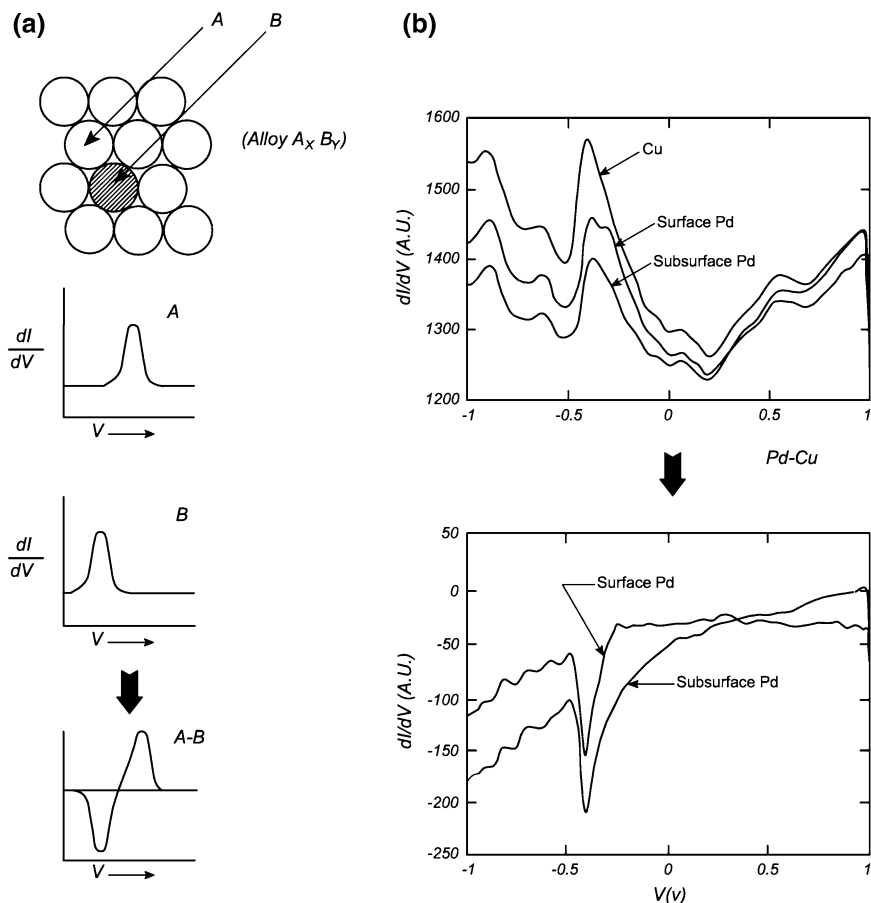 (a)
A
B
(Alloy A_X B_Y)
dI
dV
A
V
dI
dV
B
V
A-B
V
(b)
1600
1500
1400
1300
1200
dI/dV (A.U.)
Cu
Surface Pd
Subsurface Pd
-1
-0.5
0
0.5
1
Pd-Cu
50
0
-50
-100
-150
-200
-250
dI/dV (A.U.)
Surface Pd
Subsurface Pd
-1
-0.5
0
0.5
1
V(v)